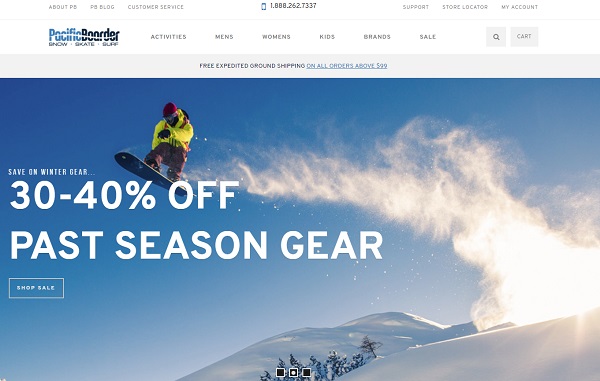 ABOUT PB PB BLOG CUSTOMER SERVICE 1.888.262.7337 SUPPORT STORE LOCATOR MY ACCOUNT
PacificBoarder
SNOW · SKATE · SURF
ACTIVITIES MENS WOMENS KIDS BRANDS SALE CART
FREE EXPEDITED GROUND SHIPPING ON ALL ORDERS ABOVE $99
SAVE ON WINTER GEAR...
30-40% OFF
PAST SEASON GEAR
SHOP SALE